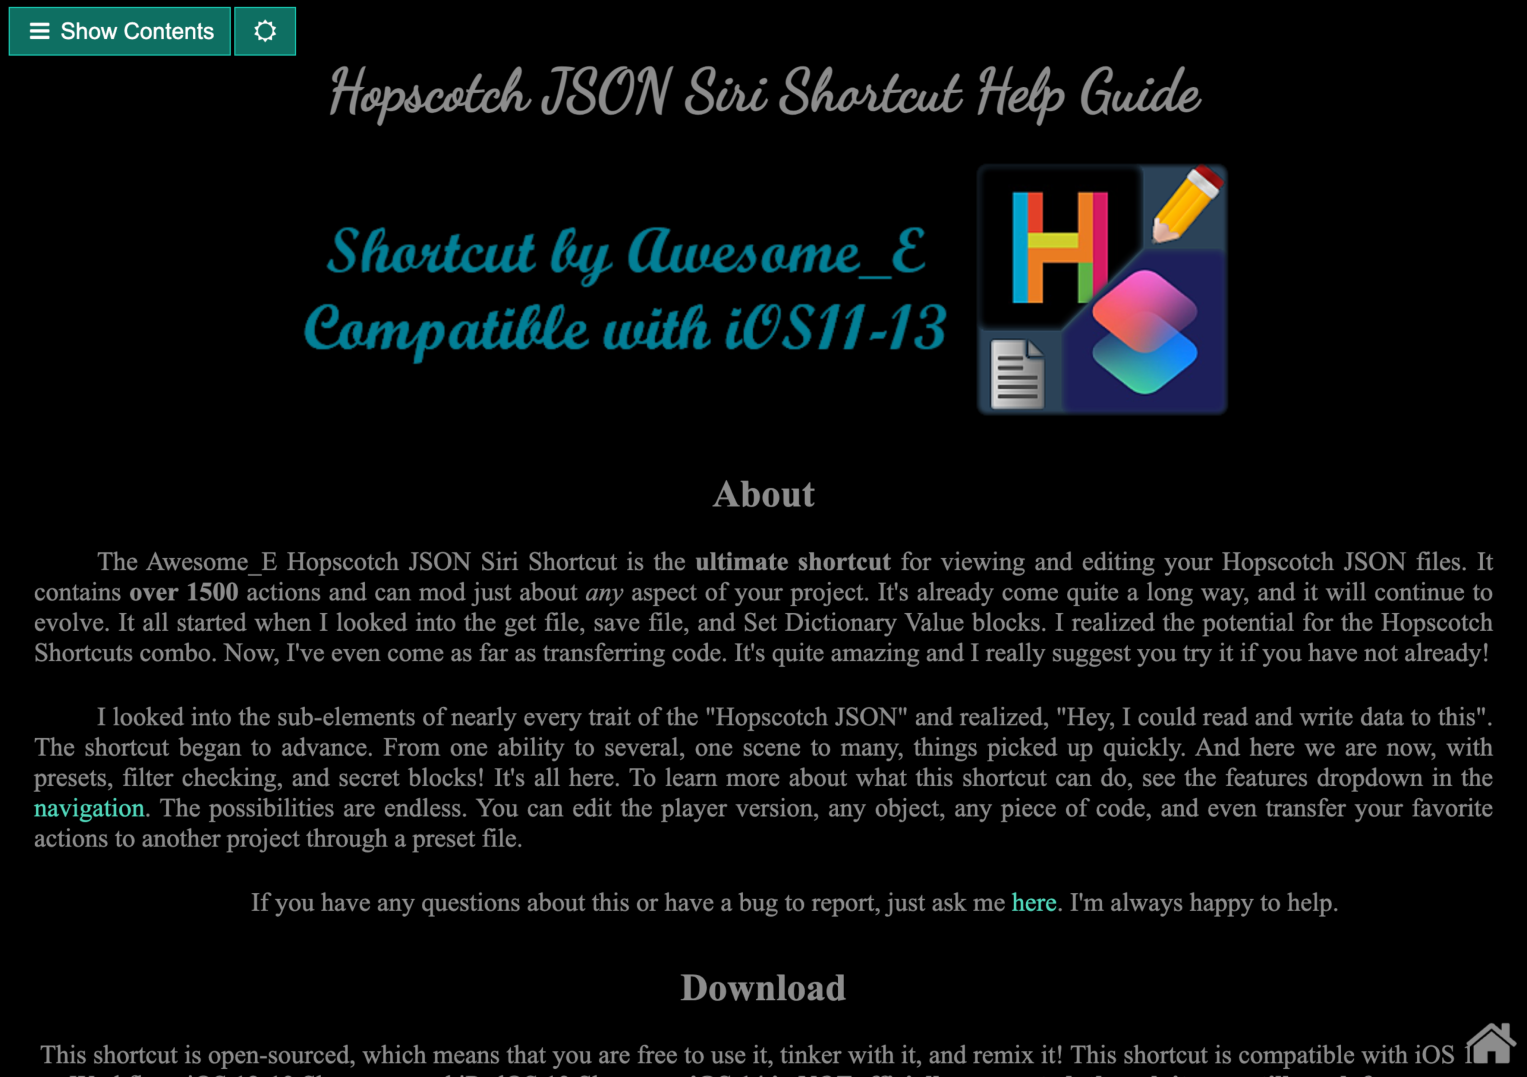 Show Contents
Hopscotch JSON Siri Shortcut Help Guide
Shortcut by Awesome_E
Compatible with iOS11-13
H
About
The Awesome_E Hopscotch JSON Siri Shortcut is the ultimate shortcut for viewing and editing your Hopscotch JSON files. It
contains over 1500 actions and can mod just about any aspect of your project. It's already come quite a long way, and it will continue to
evolve. It all started when I looked into the get file, save file, and Set Dictionary Value blocks. I realized the potential for the Hopscotch
Shortcuts combo. Now, I've even come as far as transferring code. It's quite amazing and I really suggest you try it if you have not already!
I looked into the sub-elements of nearly every trait of the "Hopscotch JSON" and realized, "Hey, I could read and write data to this".
The shortcut began to advance. From one ability to several, one scene to many, things picked up quickly. And here we are now, with
presets, filter checking, and secret blocks! It's all here. To learn more about what this shortcut can do, see the features dropdown in the
navigation. The possibilities are endless. You can edit the player version, any object, any piece of code, and even transfer your favorite
actions to another project through a preset file.
If you have any questions about this or have a bug to report, just ask me here. I'm always happy to help.
Download
This shortcut is open-sourced, which means that you are free to use it, tinker with it, and remix it! This shortcut is compatible with iOS